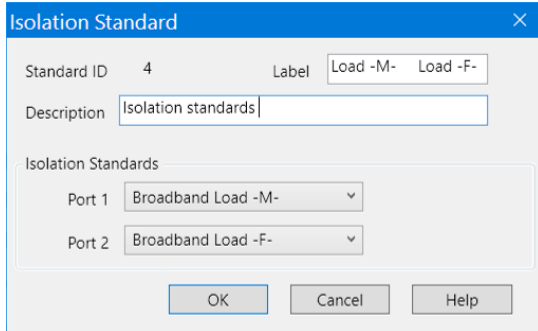 Isolation Standard
Standard ID 4 Label Load -M- Load -F-
Description Isolation standards
Isolation Standards
Port 1 Broadband Load -M-
Port 2 Broadband Load -F-
OK Cancel Help